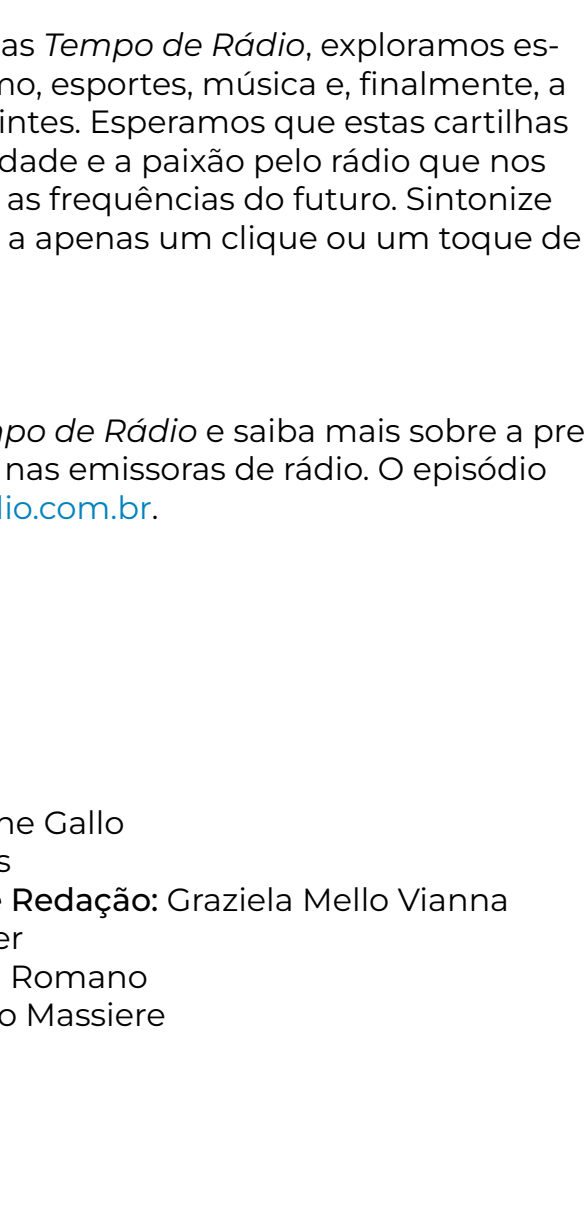 as Tempo de Rádio, exploramos es-
mo, esportes, música e, finalmente, a
intes. Esperamos que estas cartilhas
dade e a paixão pelo rádio que nos
as frequências do futuro. Sintonize
a apenas um clique ou um toque de
mpo de Rádio e saiba mais sobre a pre
nas emissoras de rádio. O episódio
dio.com.br.
ne Gallo
s
e Redação: Graziela Mello Vianna
er
Romano
o Massiere